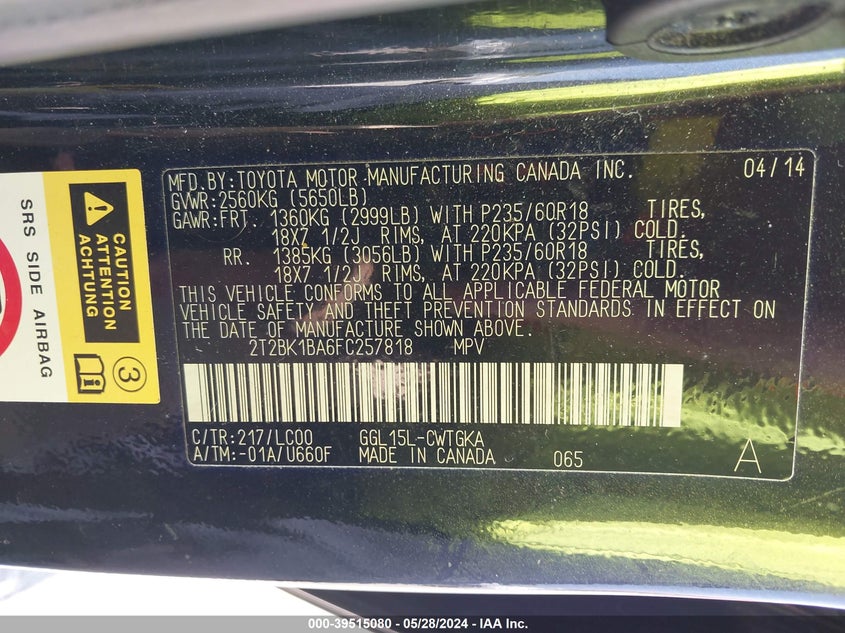 MFD.BY:TOYOTA MOTOR MANUFACTURING CANADA INC. 04/14
GVWR:2560KG (5650LB)
GAWR:FRT. 1360KG (2999LB) WITH P235/60R18 TIRES,
18X7 1/2J RIMS, AT 220KPA (32PSI) COLD.
RR. 1385KG (3056LB) WITH P235/60R18 TIRES,
18X7 1/2J RIMS, AT 220KPA (32PSI) COLD.
THIS VEHICLE CONFORMS TO ALL APPLICABLE FEDERAL MOTOR
VEHICLE SAFETY AND THEFT PREVENTION STANDARDS IN EFFECT ON
THE DATE OF MANUFACTURE SHOWN ABOVE.
2T2BK1BA6FC257818 MPV
C/TR:217/LC00 GGL15L-CWTGKA
A/TM:-01A/U660F MADE IN CANADA 065 A
SRS SIDE AIRBAG
CAUTION
ATTENTION
ACHTUNG
3
000-39515080 - 05/28/2024 - IAA Inc.